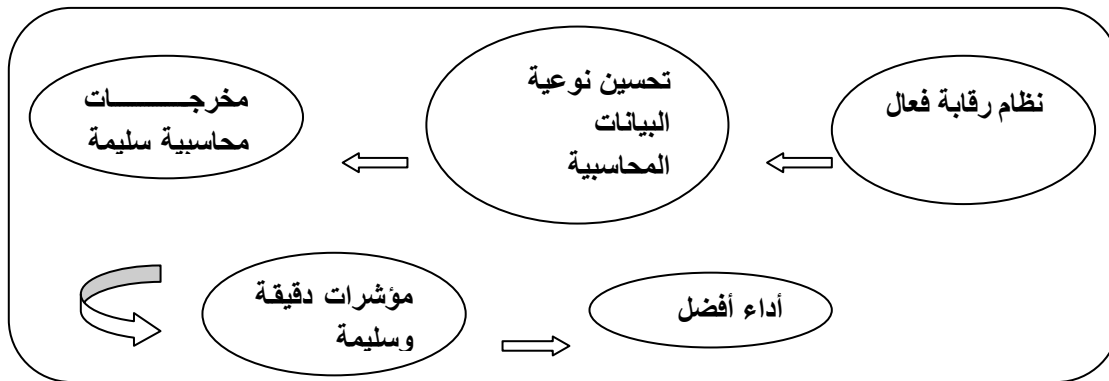 نظام رقابة فعال
تحسين نوعية
البيانات
المحاسبية
مخرجـــــــات
محاسبية سليمة
مؤشرات دقيقة
وسليمة
أداء أفضل